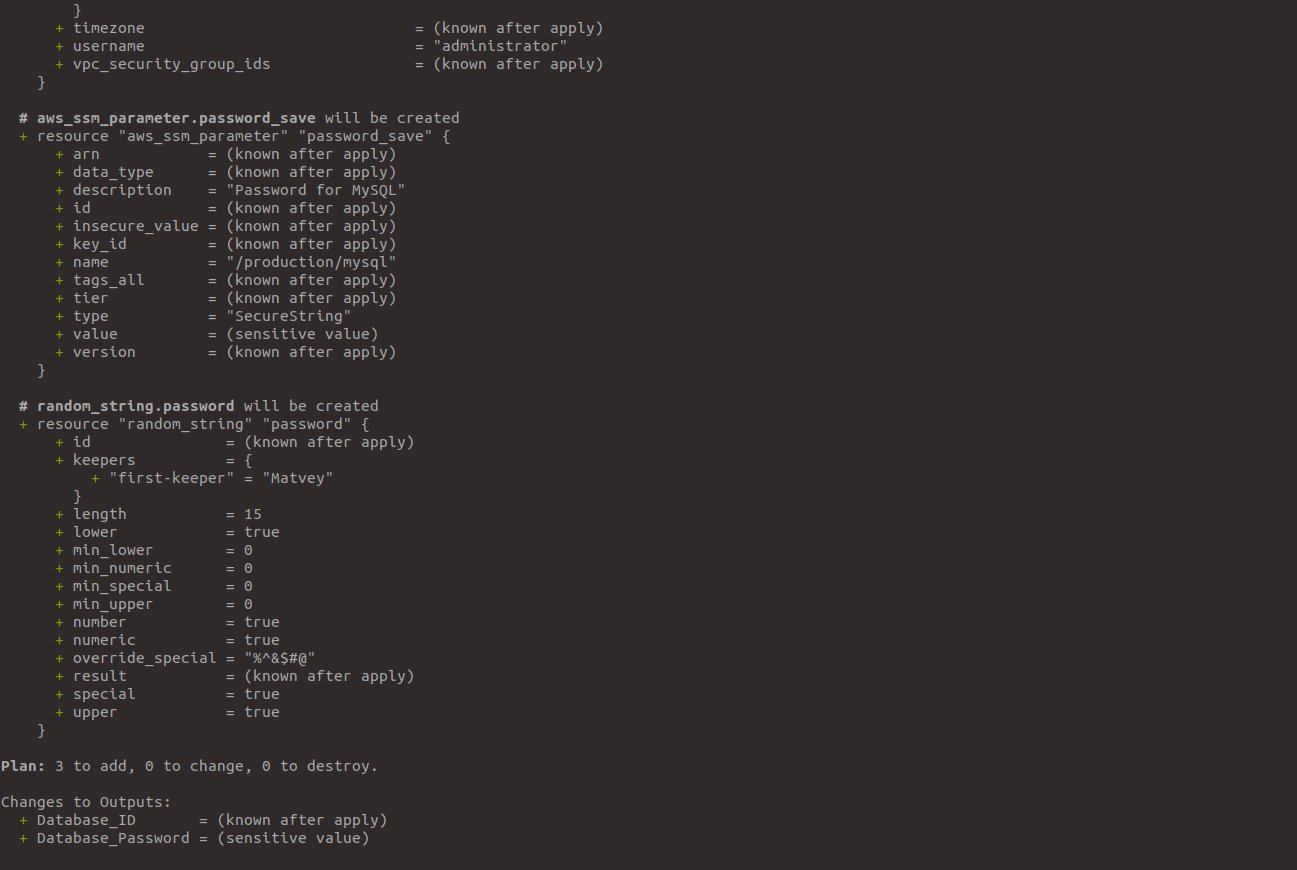 }
      + timezone                              = (known after apply)
      + username                              = "administrator"
      + vpc_security_group_ids                = (known after apply)
    }

  # aws_ssm_parameter.password_save will be created
  + resource "aws_ssm_parameter" "password_save" {
      + arn            = (known after apply)
      + data_type      = (known after apply)
      + description    = "Password for MySQL"
      + id             = (known after apply)
      + insecure_value = (known after apply)
      + key_id         = (known after apply)
      + name           = "/production/mysql"
      + tags_all       = (known after apply)
      + tier           = (known after apply)
      + type           = "SecureString"
      + value          = (sensitive value)
      + version        = (known after apply)
    }

  # random_string.password will be created
  + resource "random_string" "password" {
      + id               = (known after apply)
      + keepers          = {
          + "first-keeper" = "Matvey"
        }
      + length           = 15
      + lower            = true
      + min_lower        = 0
      + min_numeric      = 0
      + min_special      = 0
      + min_upper        = 0
      + number           = true
      + numeric          = true
      + override_special = "%^&$#@"
      + result           = (known after apply)
      + special          = true
      + upper            = true
    }

Plan: 3 to add, 0 to change, 0 to destroy.

Changes to Outputs:
  + Database_ID       = (known after apply)
  + Database_Password = (sensitive value)